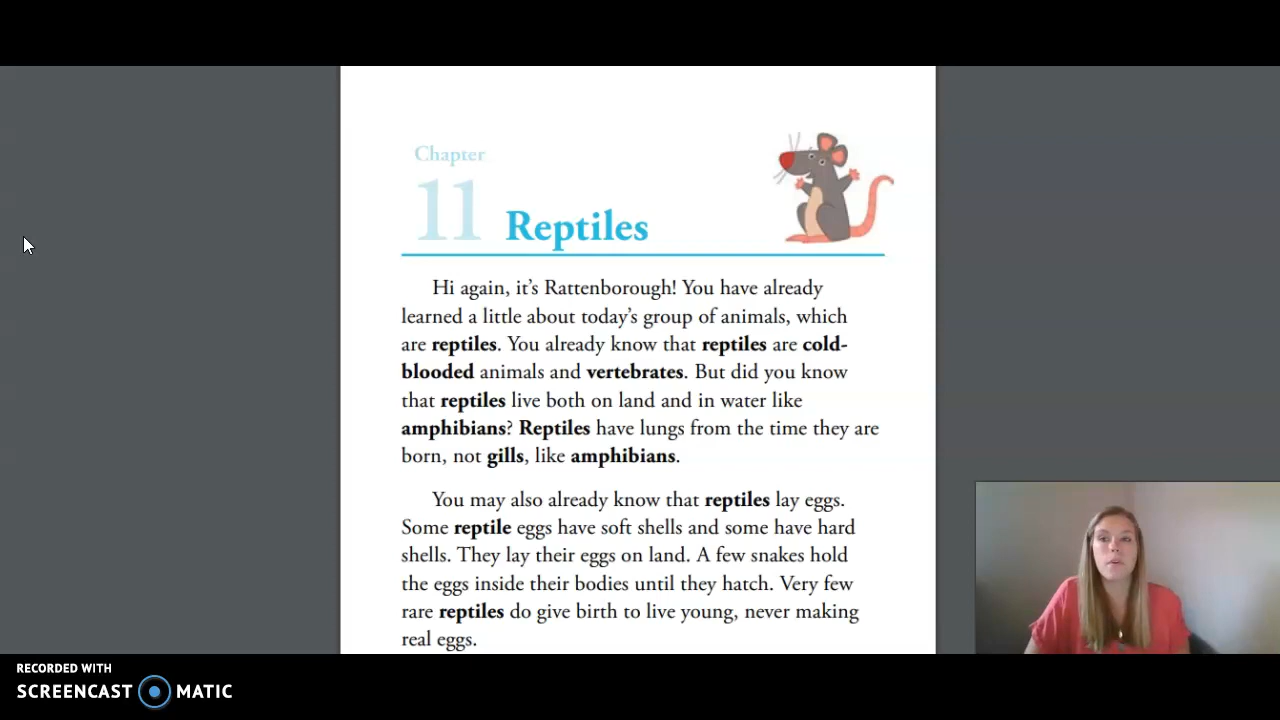 Chapter
11 Reptiles
Hi again, it's Rattenborough! You have already
learned a little about today's group of animals, which
are reptiles. You already know that reptiles are cold-
blooded animals and vertebrates. But did you know
that reptiles live both on land and in water like
amphibians? Reptiles have lungs from the time they are
born, not gills, like amphibians.
You may also already know that reptiles lay eggs.
Some reptile eggs have soft shells and some have hard
shells. They lay their eggs on land. A few snakes hold
the eggs inside their bodies until they hatch. Very few
rare reptiles do give birth to live young, never making
real eggs.
RECORDED WITH
SCREENCAST MATIC